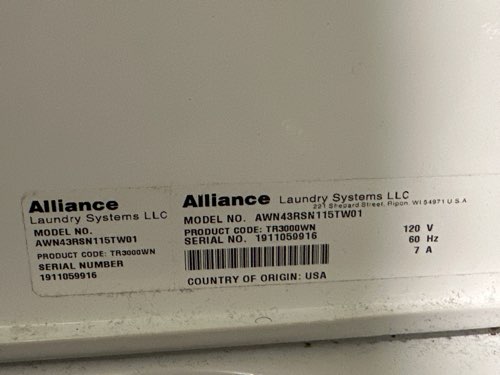 Alliance
Laundry Systems LLC
MODEL NO.
AWN43RSN115TW01
PRODUCT CODE: TR3000WN
SERIAL NUMBER
1911059916
Alliance Laundry Systems LLC
221 Shepard Street, Ripon, WI 54971 U.S.A
MODEL NO. AWN43RSN115TW01
PRODUCT CODE: TR3000WN 120 V
SERIAL NO. 1911059916 60 Hz
7 A
COUNTRY OF ORIGIN: USA